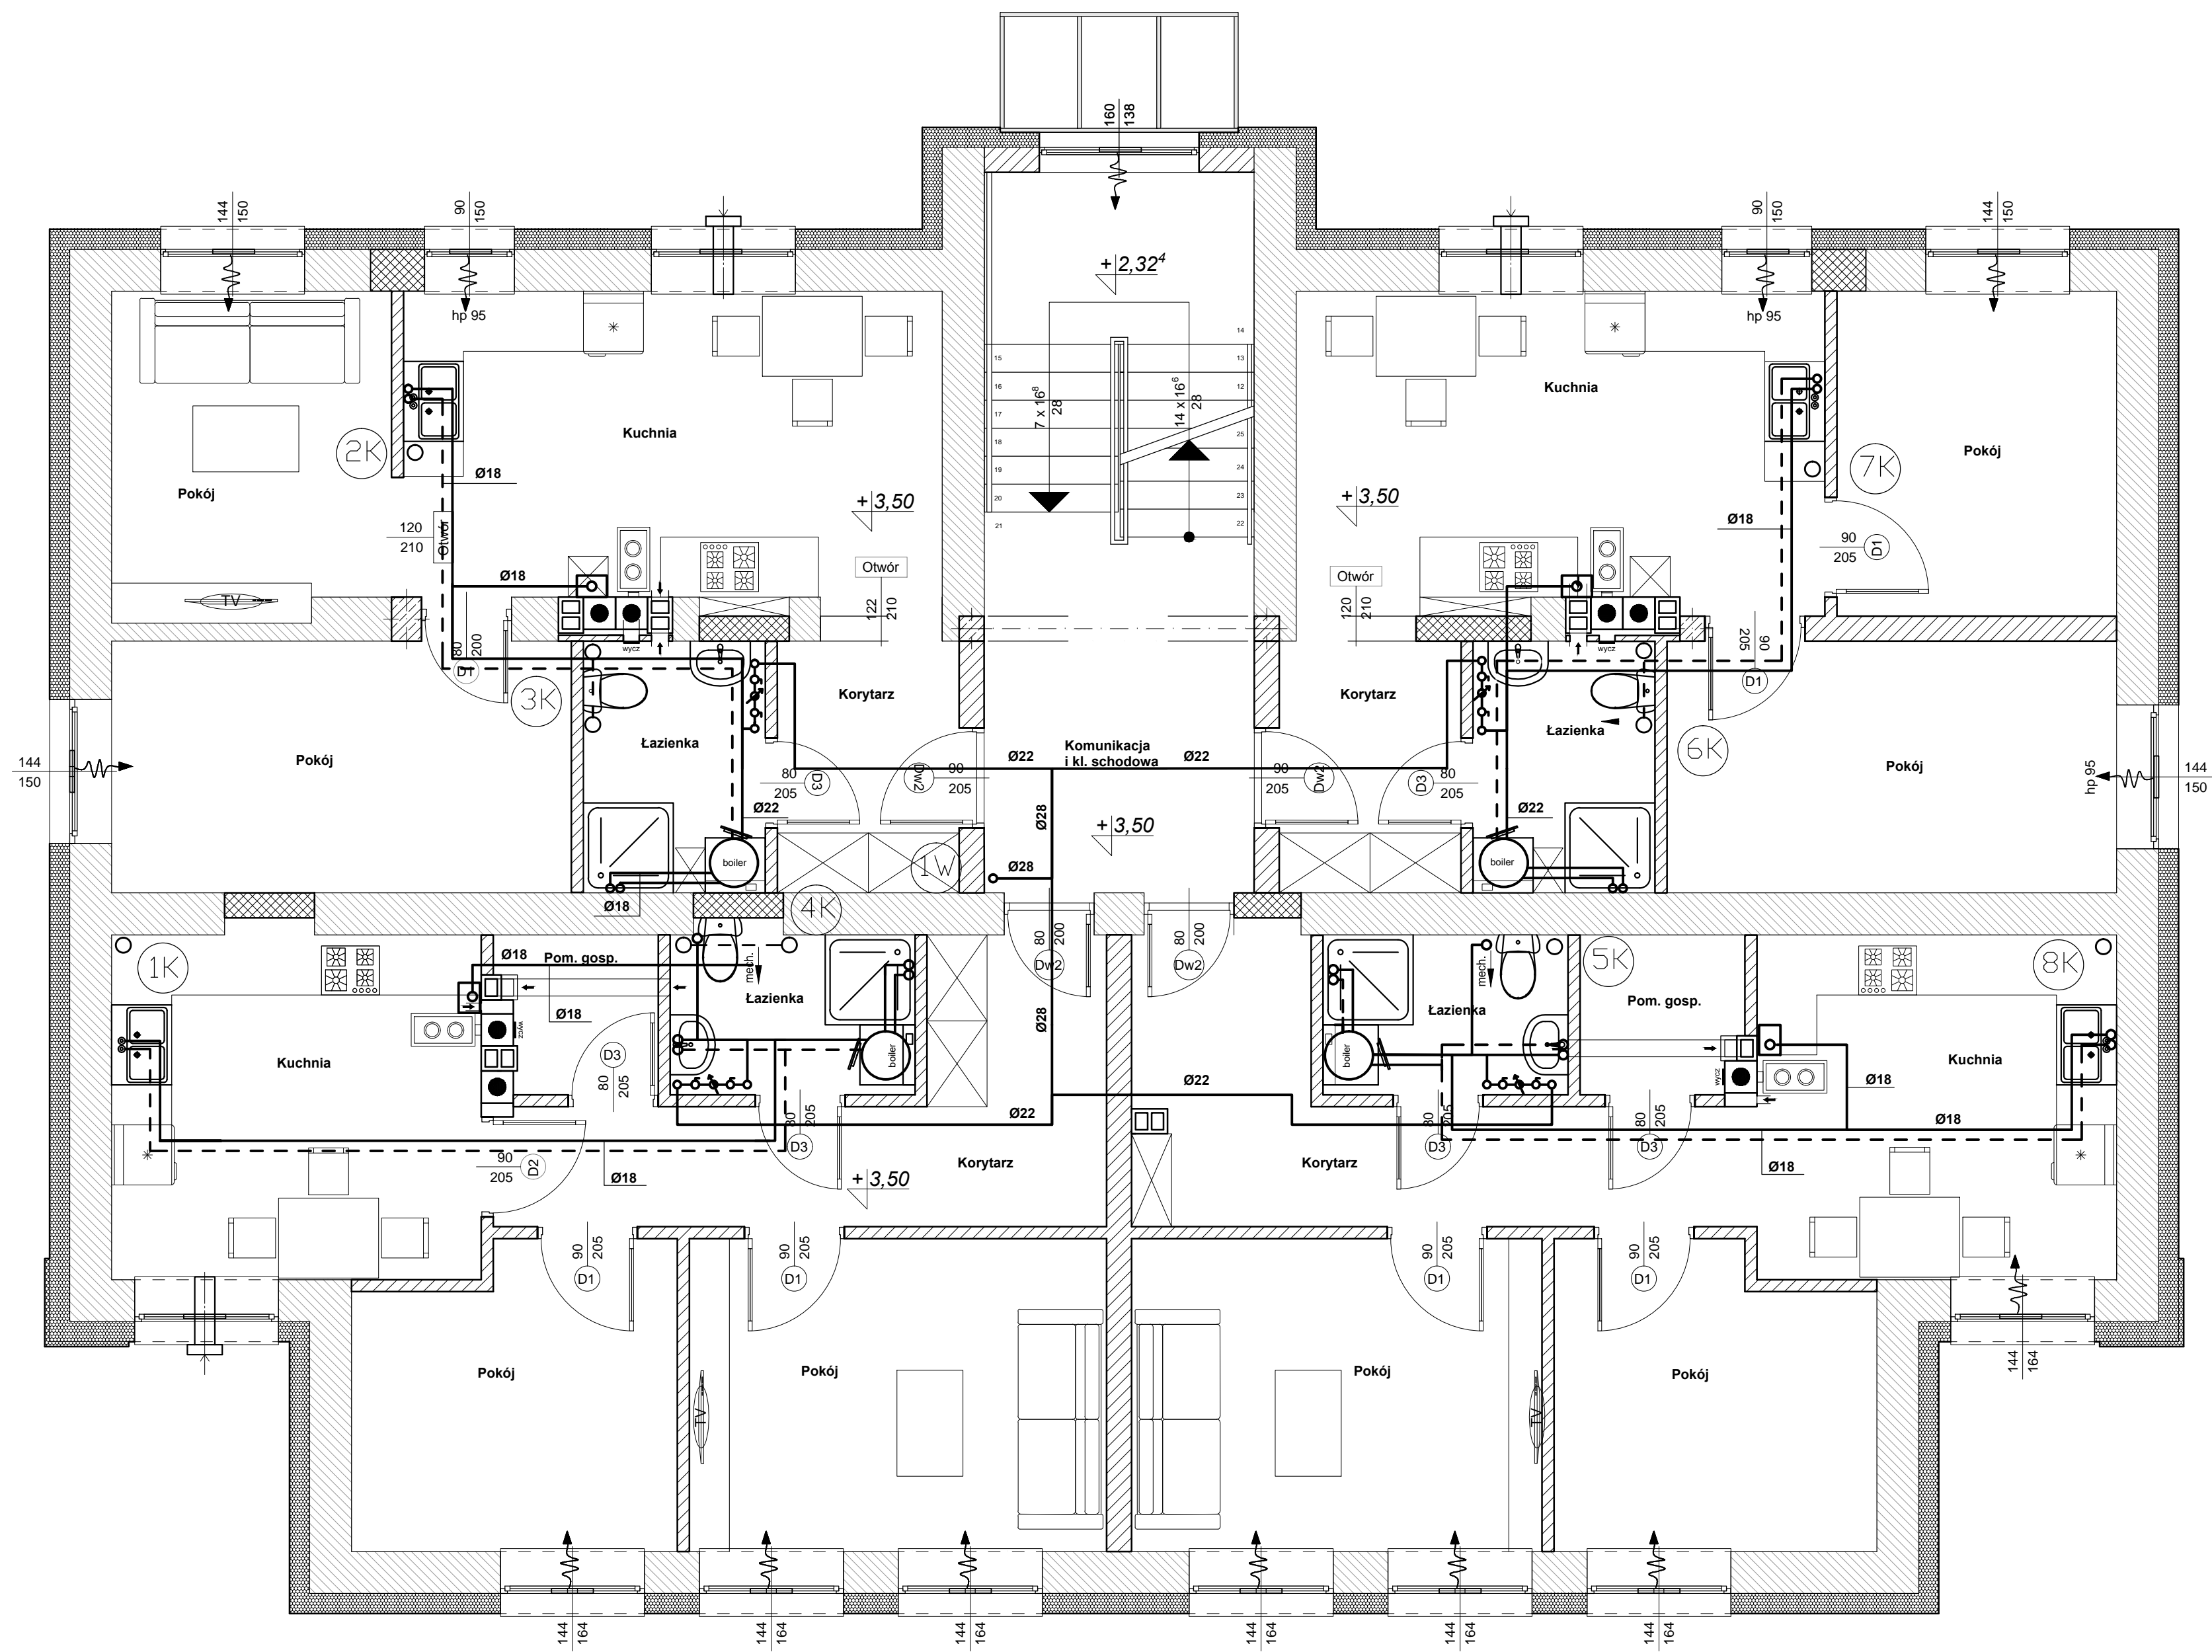 160
138
144
150
90
150
90
150
144
150
+2,32⁴
hp 95
hp 95
14
15
13
16
12
17
18
25
19
24
20
23
21
22
7 x 16⁸
28
14 x 16⁶
28
Kuchnia
Kuchnia
2K
7K
Pokój
Pokój
Ø18
+3,50
+3,50
Ø18
120
210
Otwór
90
205
D1
Ø18
Otwór
122
210
Otwór
120
210
TV
80
200
D1
wycz
wycz
90
205
D1
3K
Korytarz
Korytarz
6K
Łazienka
Łazienka
Pokój
Pokój
Komunikacja
i kl. schodowa
Ø22
Ø22
144
150
hp 95
144
150
80
205
D3
Dw2
90
205
90
205
Dw2
D3
80
205
Ø22
Ø22
Ø28
+3,50
boiler
boiler
1W
Ø28
Ø18
4K
80
200
Dw2
80
200
Dw2
1K
5K
8K
Ø18
Pom. gosp.
mech.
mech.
Łazienka
Łazienka
Pom. gosp.
Ø18
Ø28
wycz
boiler
boiler
Kuchnia
Kuchnia
D3
80
205
wycz
Ø22
Ø18
Ø22
80
205
D3
80
205
D3
80
205
D3
Ø18
90
205
D2
Korytarz
Korytarz
Ø18
Ø18
+3,50
90
205
D1
90
205
D1
90
205
D1
90
205
D1
Pokój
Pokój
Pokój
Pokój
144
164
TV
TV
144
164
144
164
144
164
144
164
144
164
144
164